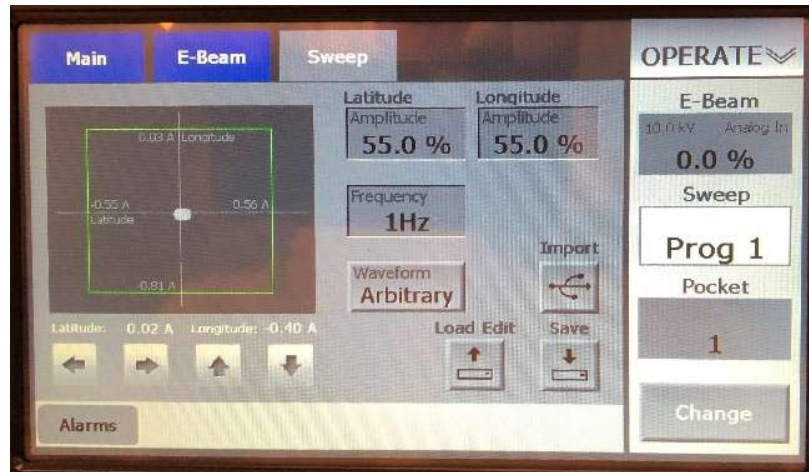 Main
E-Beam
Sweep
OPERATE
0.03 A Longitude
-0.55 A
0.56 A
Latitude
-0.81 A
Latitude: 0.02 A Longitude: -0.40 A
Latitude
Amplitude
55.0 %
Longitude
Amplitude
55.0 %
Frequency
1Hz
Waveform
Arbitrary
Import
Load Edit
Save
E-Beam
10.0 kV Analog In
0.0 %
Sweep
Prog 1
Pocket
1
Change
Alarms